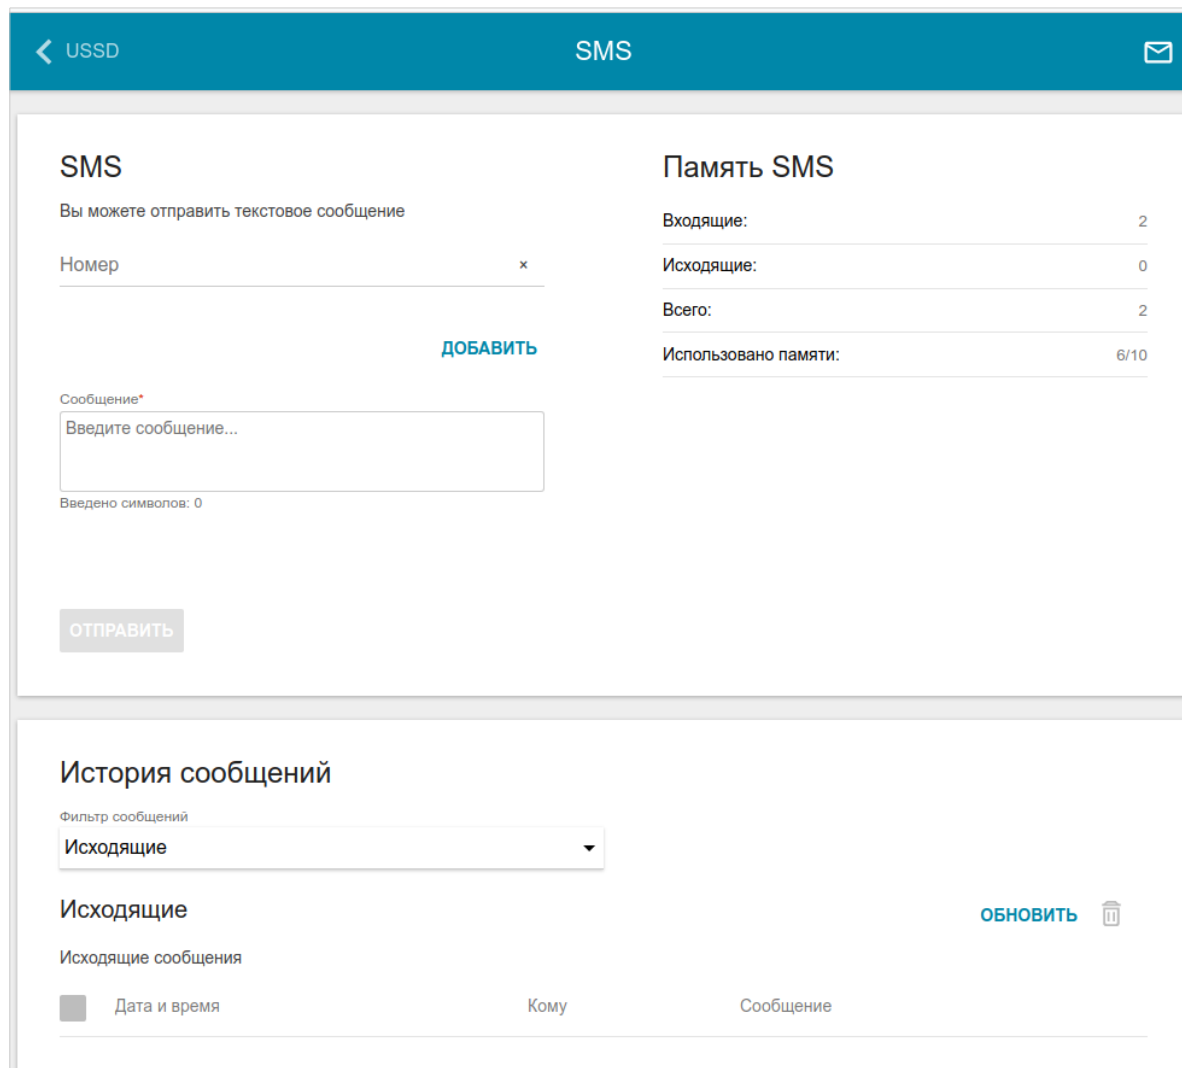 USSD
SMS
SMS
Вы можете отправить текстовое сообщение
Номер ×
ДОБАВИТЬ
Сообщение*
Введите сообщение...
Введено символов: 0
ОТПРАВИТЬ
Память SMS
Входящие: 2
Исходящие: 0
Всего: 2
Использовано памяти: 6/10
История сообщений
Фильтр сообщений
Исходящие
Исходящие
ОБНОВИТЬ
Исходящие сообщения
Дата и время Кому Сообщение